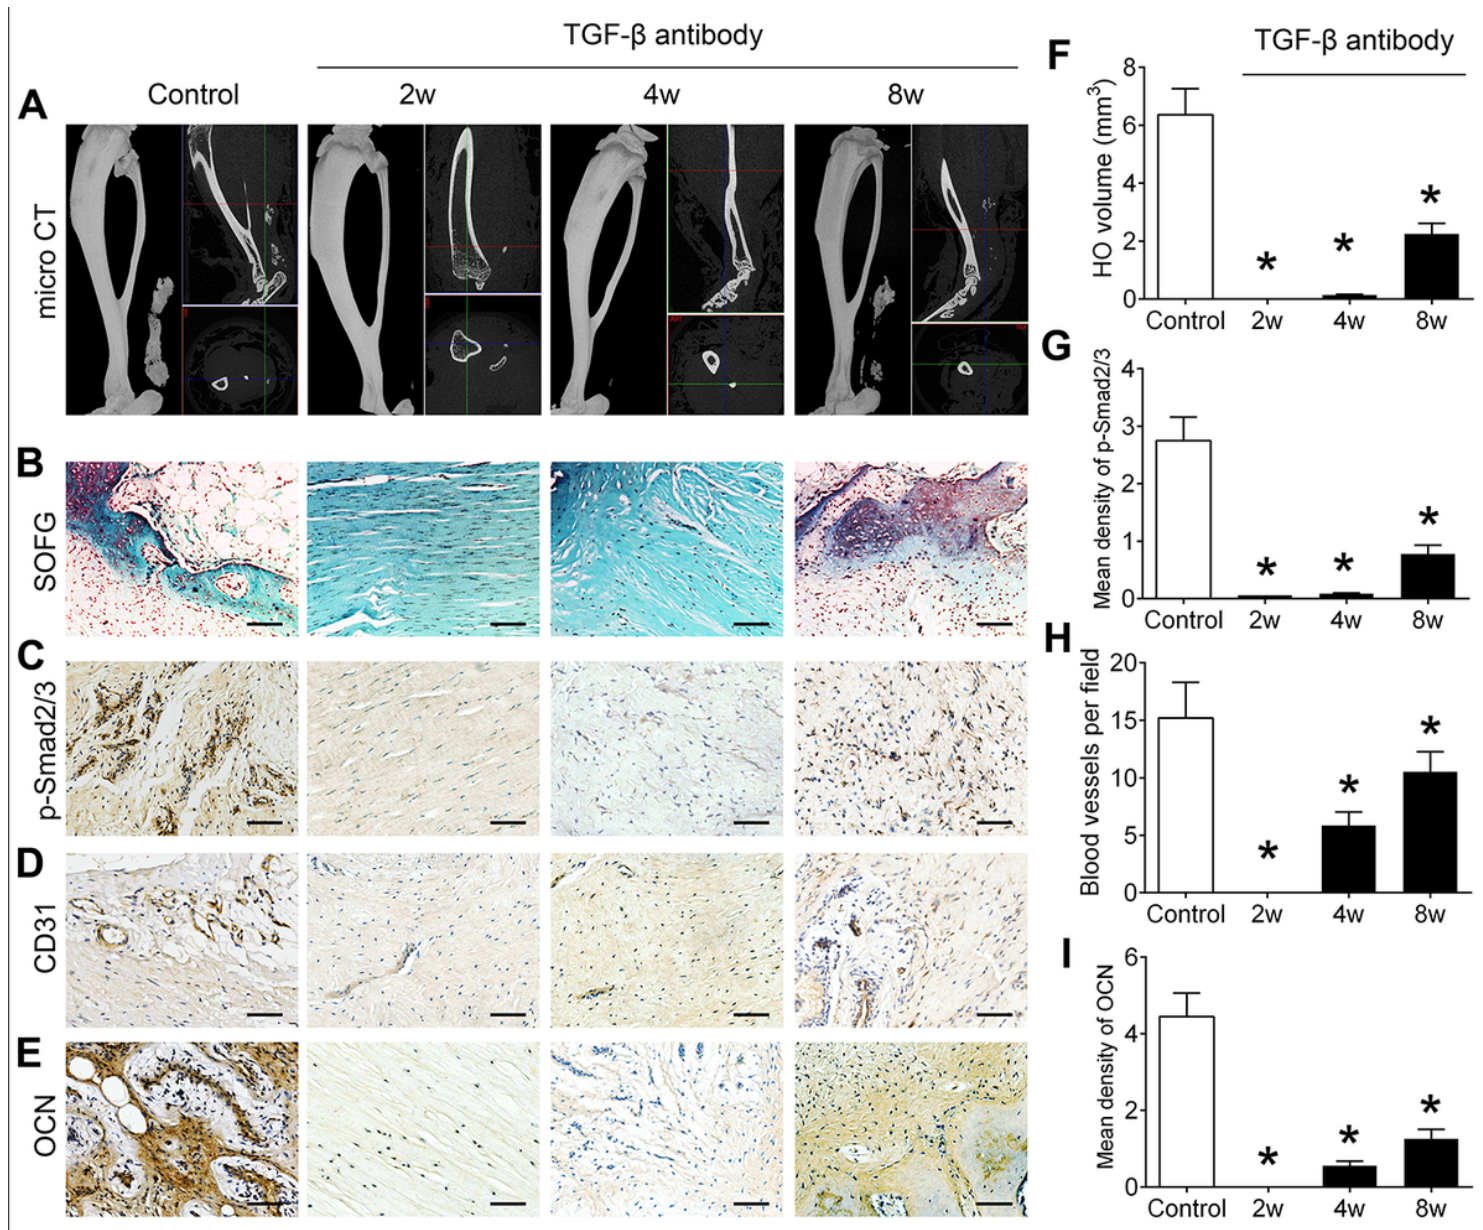 TGF-β antibody
Control 2w 4w 8w
A
micro CT
B
SOFG
C
p-Smad2/3
D
CD31
E
OCN
F
TGF-β antibody
HO volume (mm³)
8
6
4
2
0
*
*
*
Control 2w 4w 8w
G
Mean density of p-Smad2/3
4
3
2
1
0
*
*
*
Control 2w 4w 8w
H
Blood vessels per field
20
15
10
5
0
*
*
*
Control 2w 4w 8w
I
Mean density of OCN
6
4
2
0
*
*
*
Control 2w 4w 8w